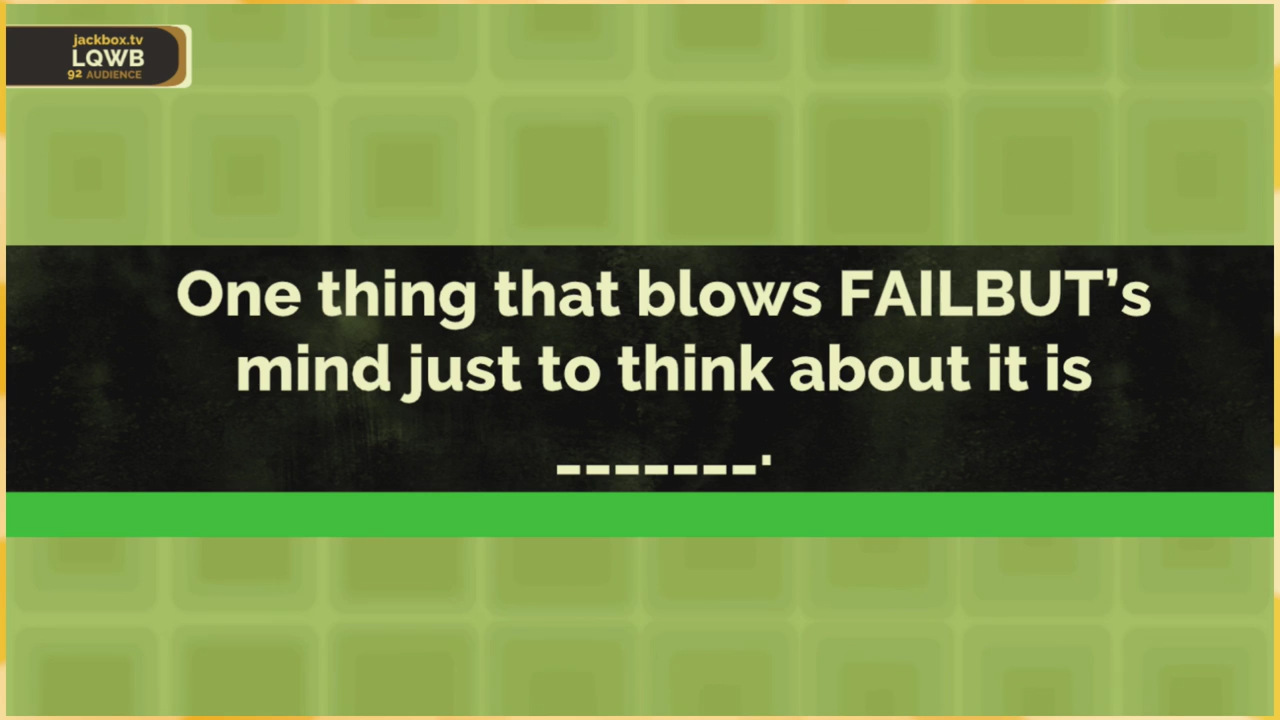 jackbox.tv
LQWB
92 AUDIENCE
One thing that blows FAILBUT’s
mind just to think about it is
_______.